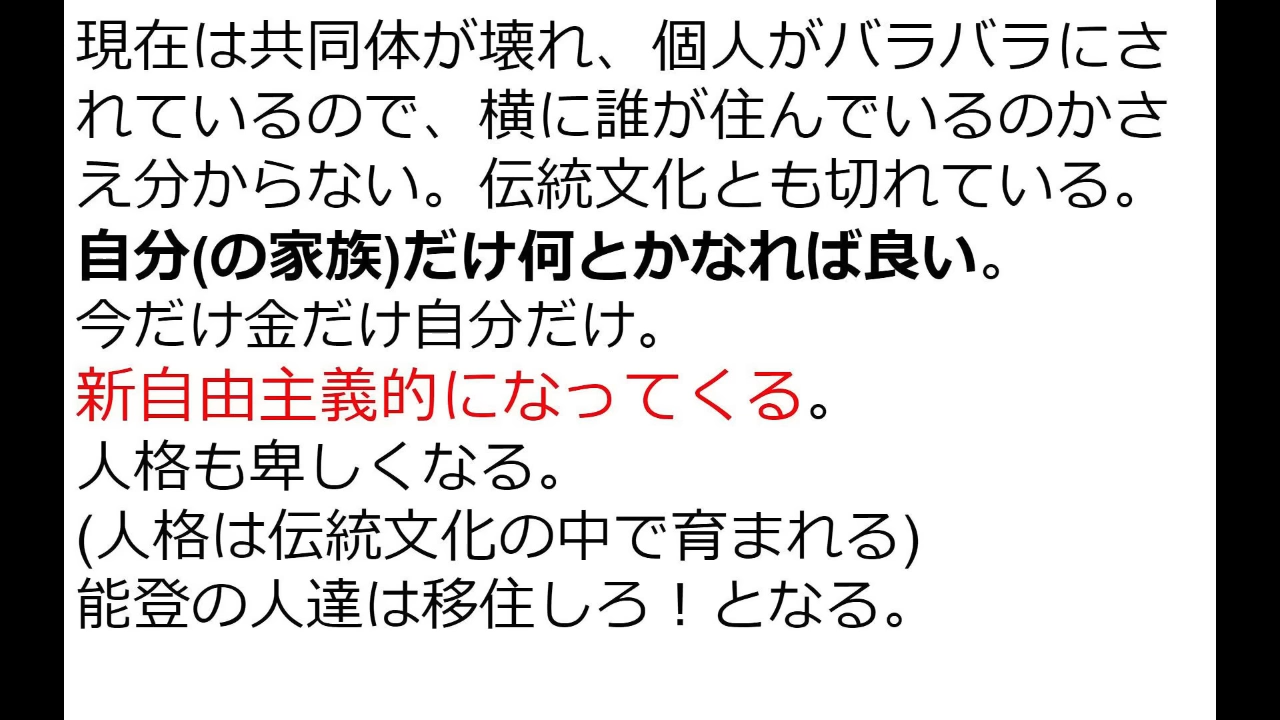 現在は共同体が壊れ、個人がバラバラにさ
れているので、横に誰が住んでいるのかさ
え分からない。伝統文化とも切れている。
自分(の家族)だけ何とかなれば良い。
今だけ金だけ自分だけ。
新自由主義的になってくる。
人格も卑しくなる。
(人格は伝統文化の中で育まれる)
能登の人達は移住しろ！となる。